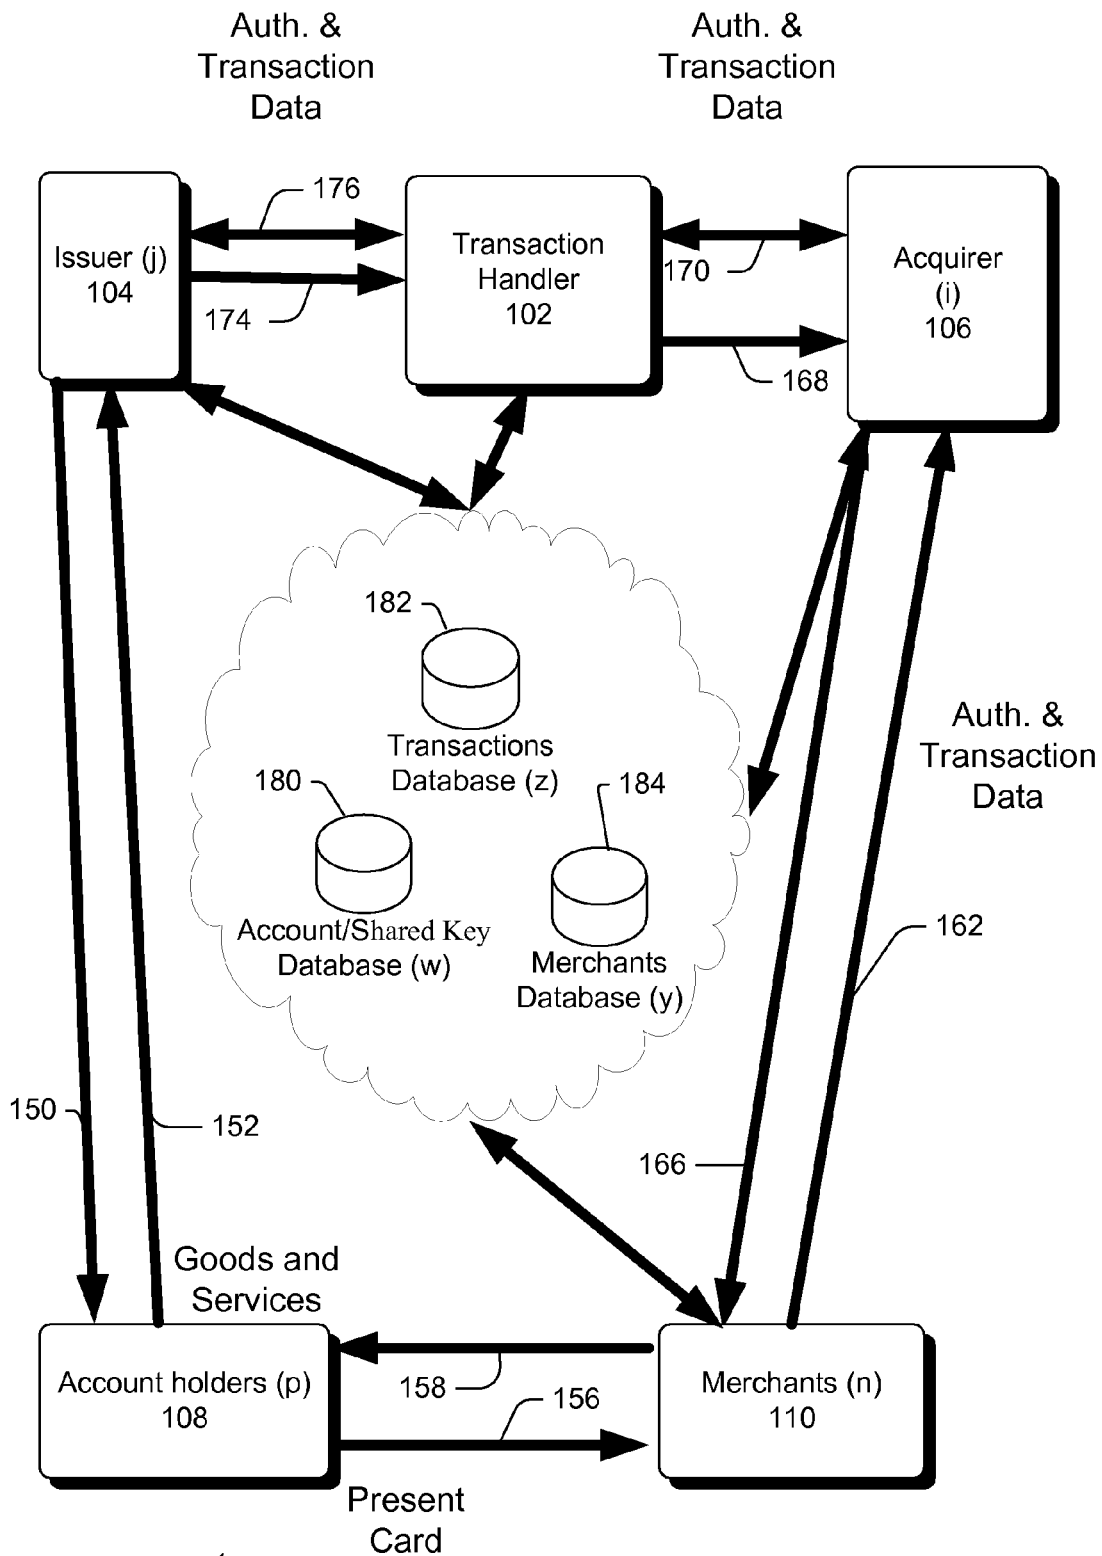 Auth. &
Transaction
Data
Auth. &
Transaction
Data
176
Issuer (j)
104
174
Transaction
Handler
102
170
168
Acquirer
(i)
106
182
Transactions
Database (z)
180
184
Account/Shared Key
Database (w)
Merchants
Database (y)
Auth. &
Transaction
Data
162
150
152
166
Goods and
Services
Account holders (p)
108
158
156
Merchants (n)
110
Present
Card